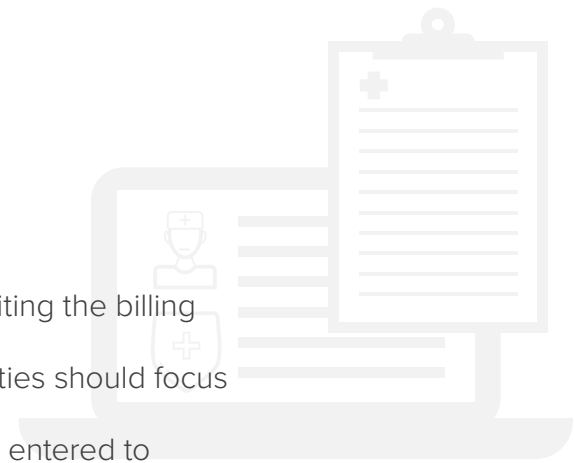 iting the billing
ties should focus
entered to